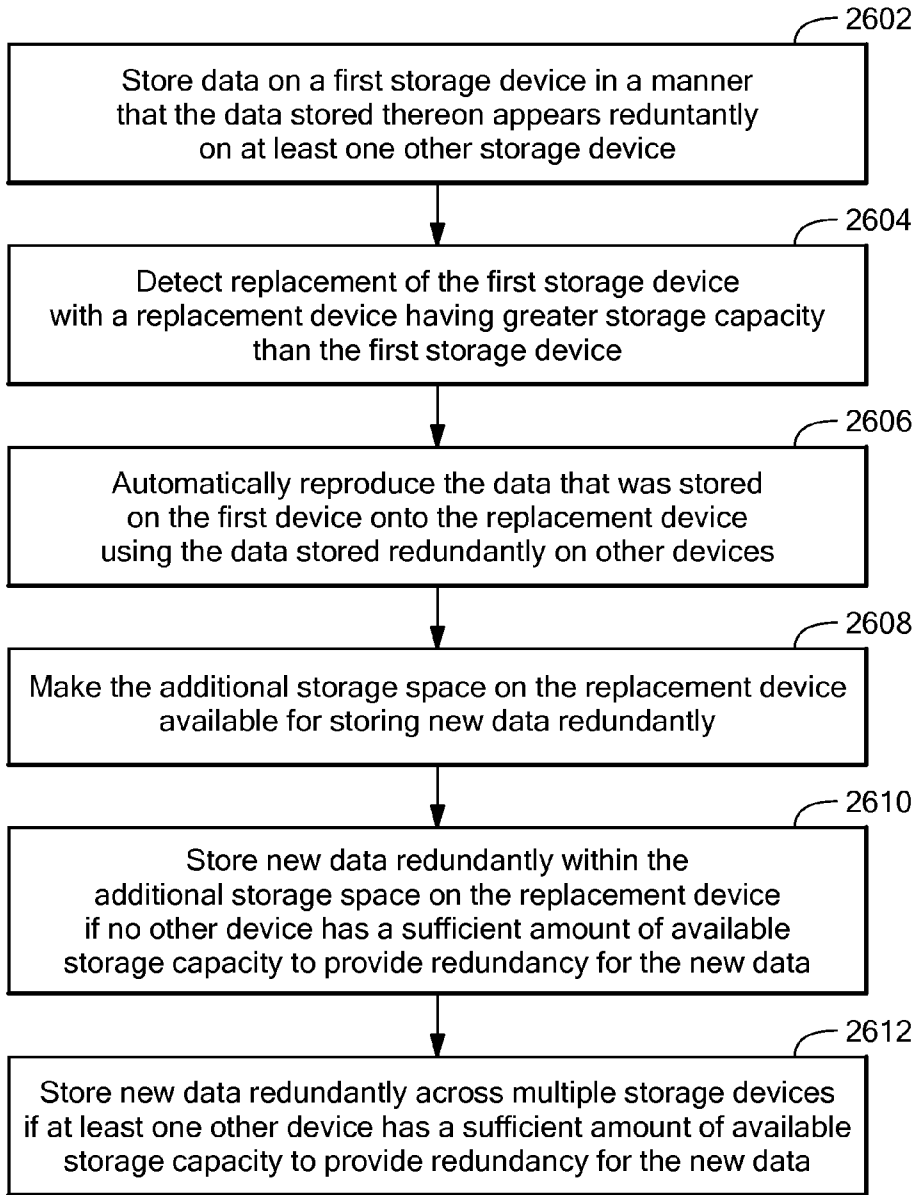 2602
Store data on a first storage device in a manner
that the data stored thereon appears reduntantly
on at least one other storage device
2604
Detect replacement of the first storage device
with a replacement device having greater storage capacity
than the first storage device
2606
Automatically reproduce the data that was stored
on the first device onto the replacement device
using the data stored redundantly on other devices
2608
Make the additional storage space on the replacement device
available for storing new data redundantly
2610
Store new data redundantly within the
additional storage space on the replacement device
if no other device has a sufficient amount of available
storage capacity to provide redundancy for the new data
2612
Store new data redundantly across multiple storage devices
if at least one other device has a sufficient amount of available
storage capacity to provide redundancy for the new data